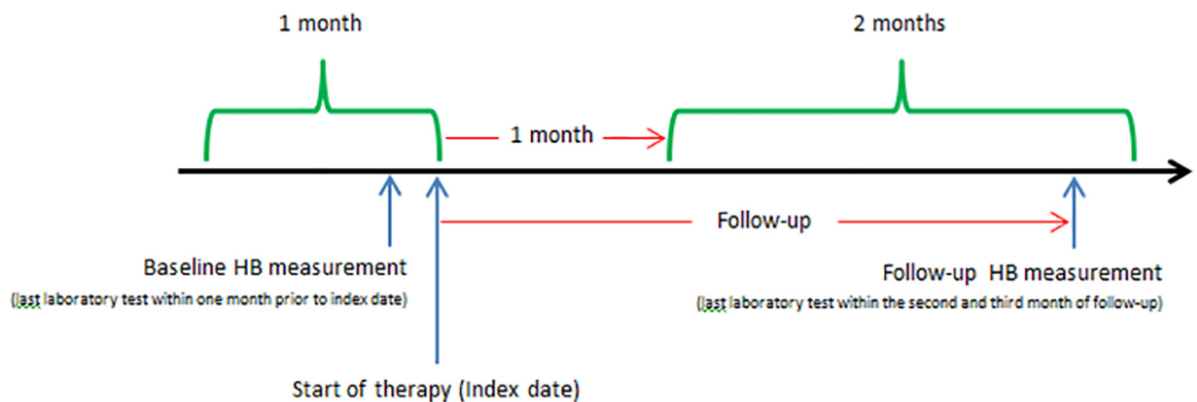 1 month
2 months
1 month
Follow-up
Baseline HB measurement
(last laboratory test within one month prior to index date)
Follow-up HB measurement
(last laboratory test within the second and third month of follow-up)
Start of therapy (Index date)